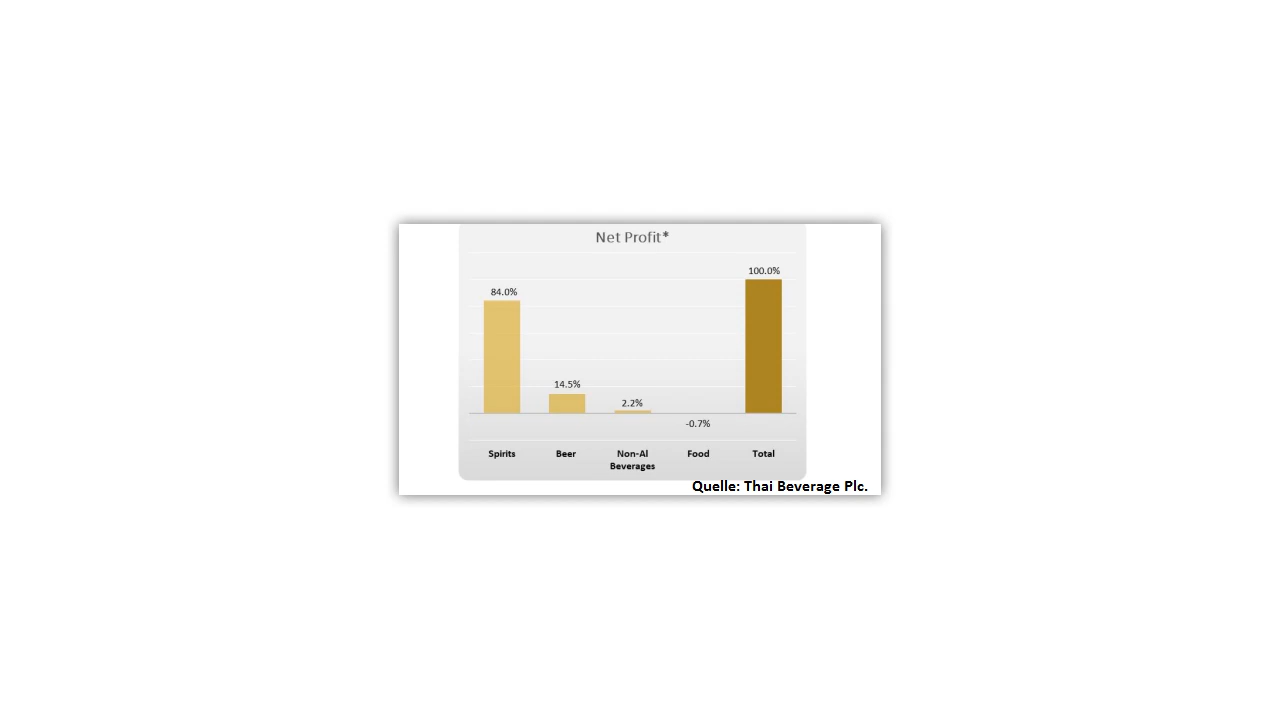 Net Profit*
100.0%
84.0%
14.5%
2.2%
-0.7%
Spirits Beer Non-Al Food Total
Beverages
Quelle: Thai Beverage Plc.